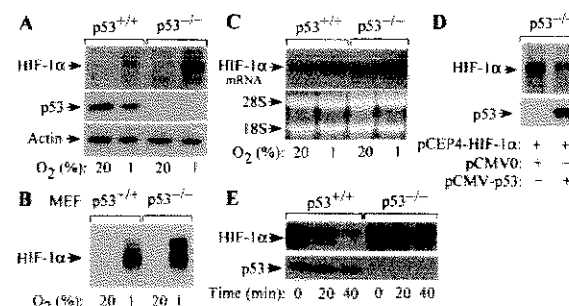 A
p53+/+ p53−/−
HIF-1α
p53
Actin
O2 (%): 20 1 20 1
B MEF p53+/+ p53−/−
HIF-1α
O2 (%): 20 1 20 1
C
p53+/+ p53−/−
HIF-1α
mRNA
28S
18S
O2 (%): 20 1 20 1
D
p53−/−
HIF-1α
p53
pCEP4-HIF-1α: + +
pCMV0: + −
pCMV-p53: − +
E
p53+/+ p53−/−
HIF-1α
p53
Time (min): 0 20 40 0 20 40